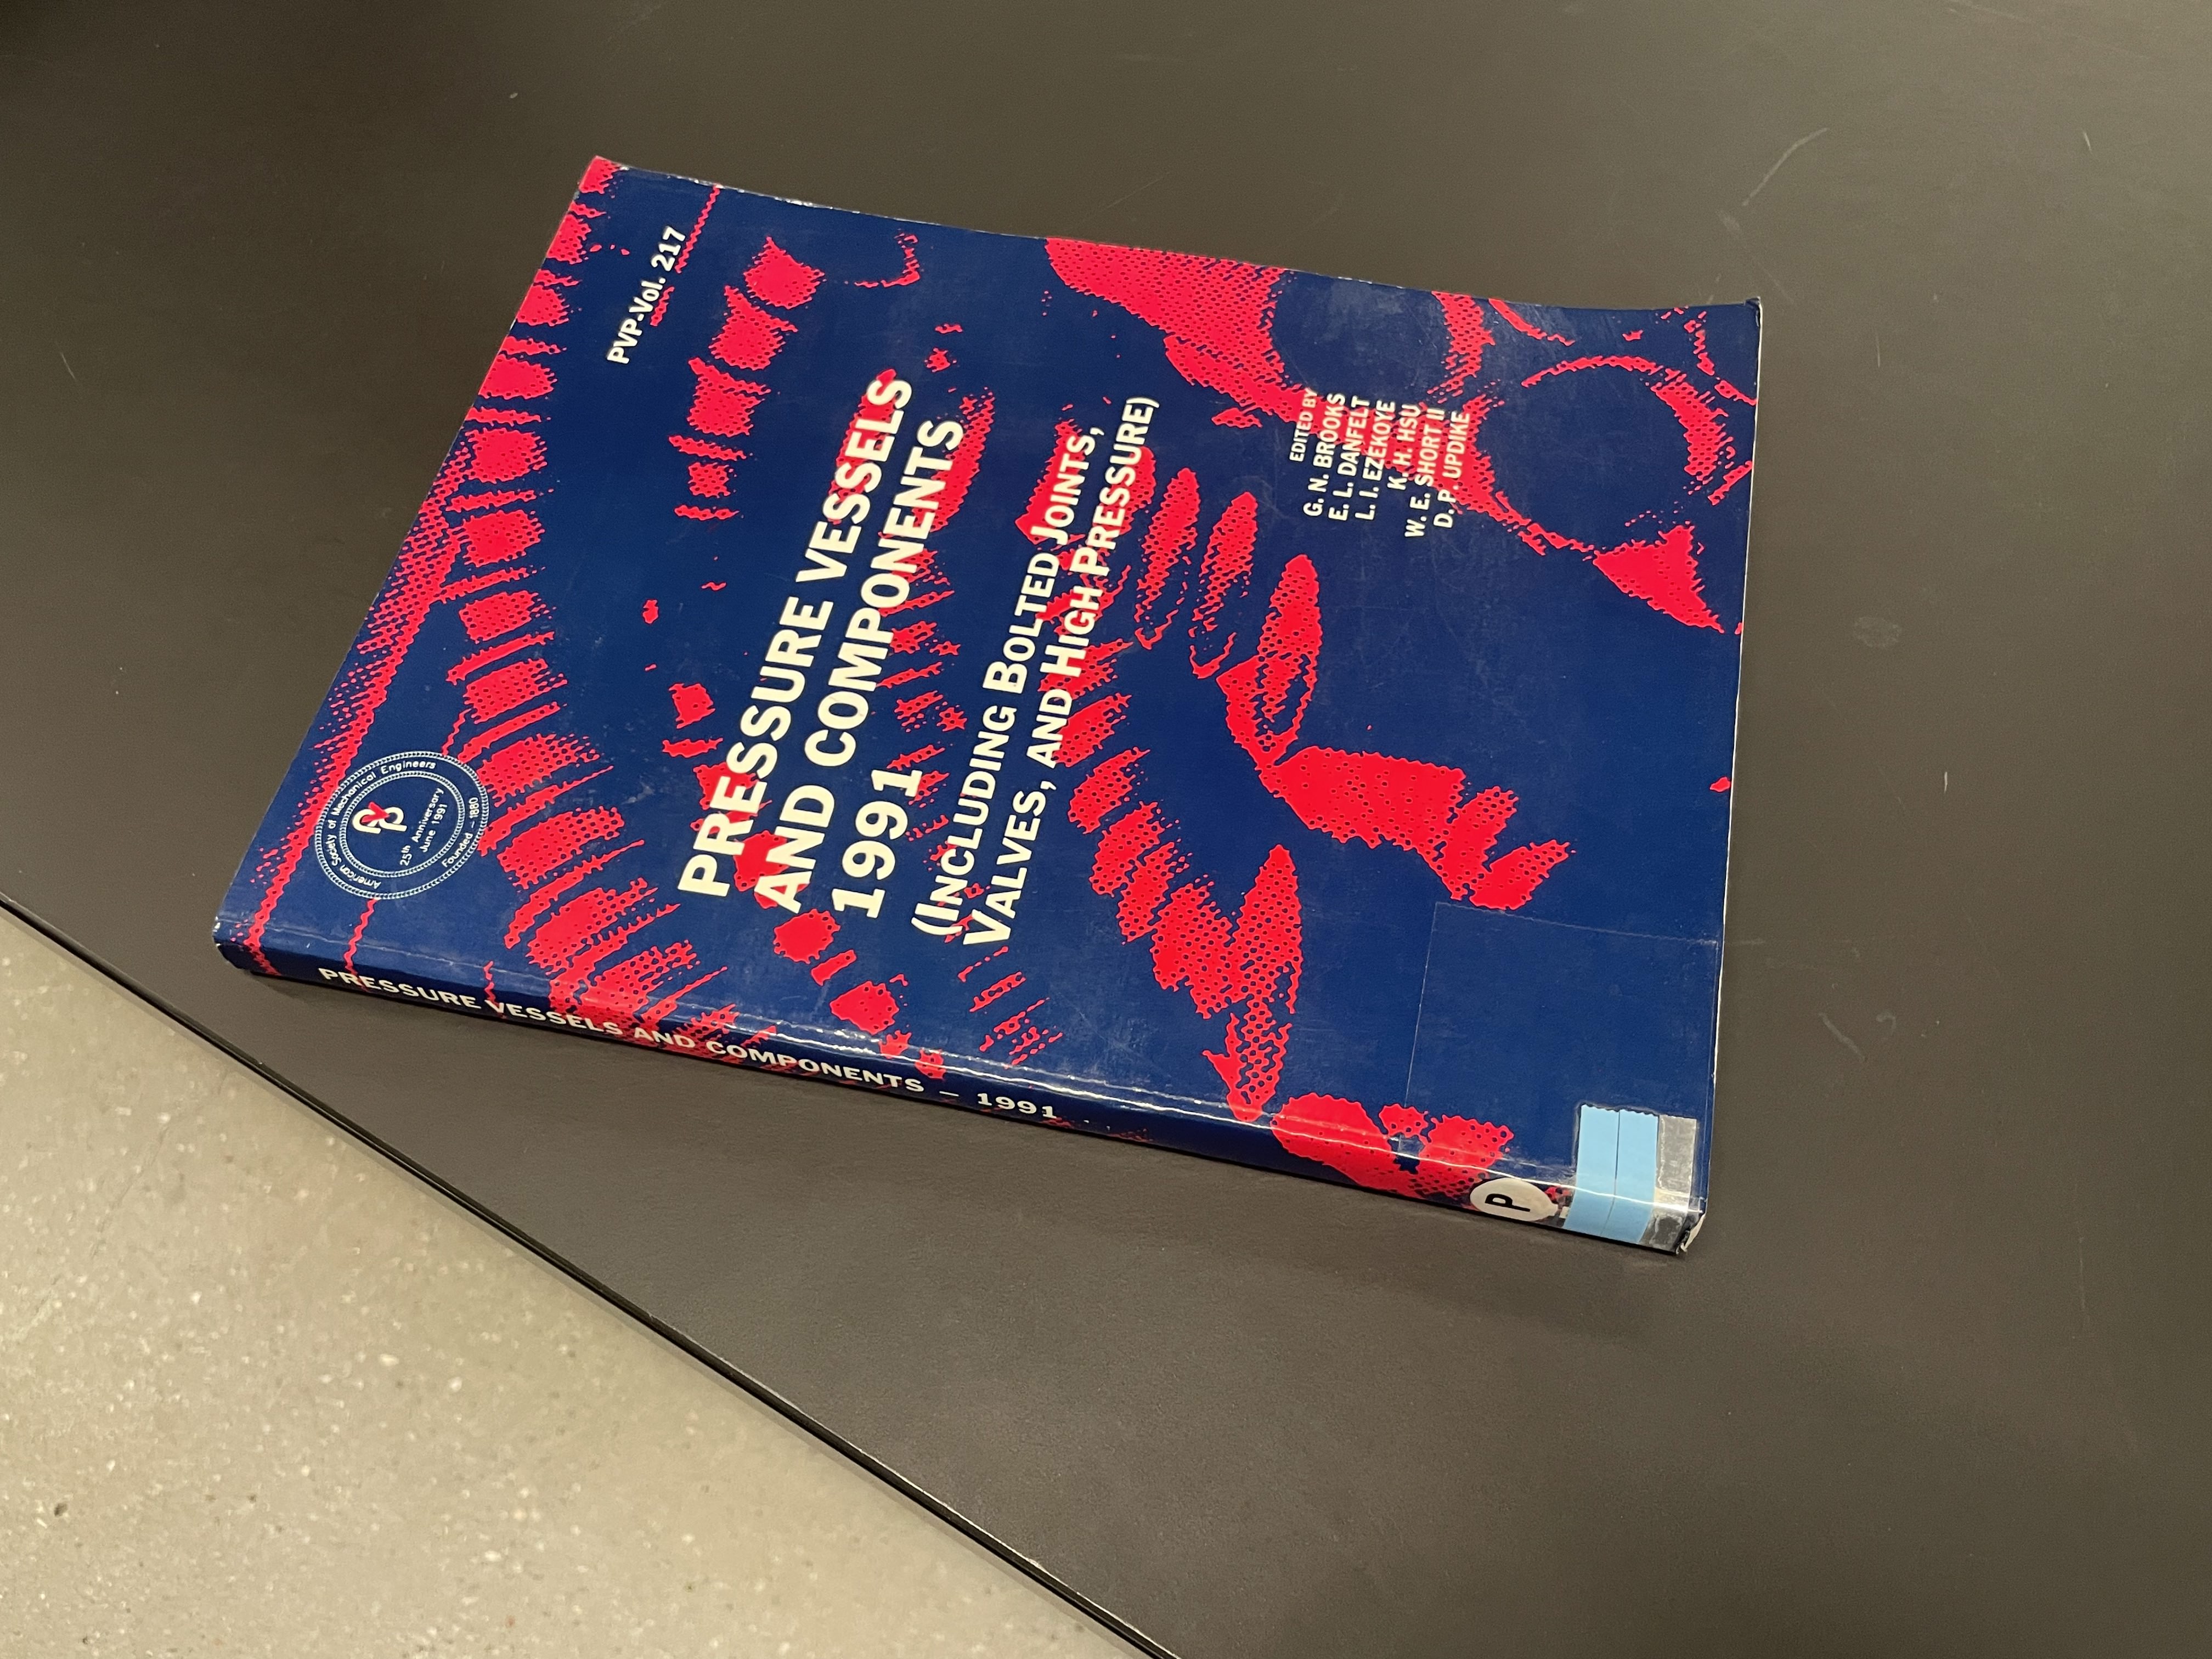 PVP-Vol. 217
American Society of Mechanical Engineers
PVP
25th Anniversary
June 1991
Founded – 1880
PRESSURE VESSELS
AND COMPONENTS
1991
(INCLUDING BOLTED JOINTS,
VALVES, AND HIGH PRESSURE)
EDITED BY
G. N. BROOKS
E. L. DANFELT
L. I. EZEKOYE
K. H. HSU
W. E. SHORT II
D. P. UPDIKE
PRESSURE VESSELS AND COMPONENTS – 1991
P